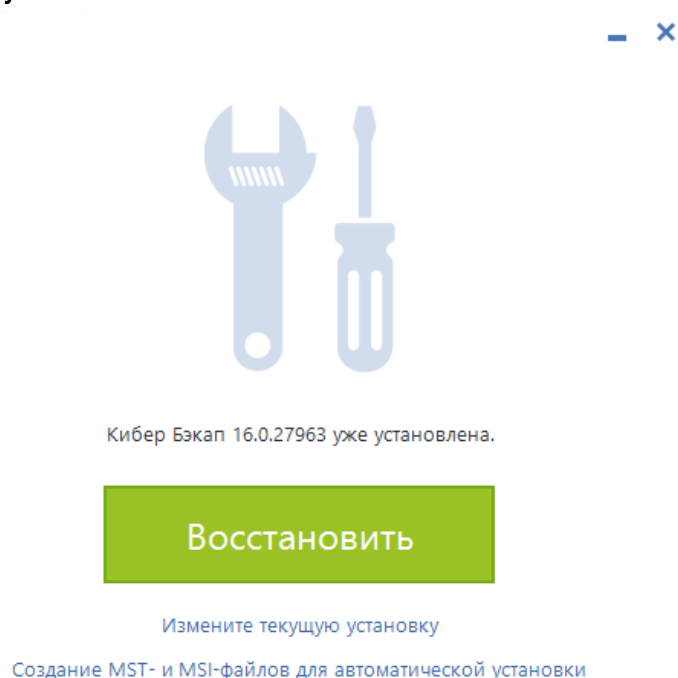 Кибер Бэкап 16.0.27963 уже установлена.
Восстановить
Измените текущую установку
Создание MST- и MSI-файлов для автоматической установки